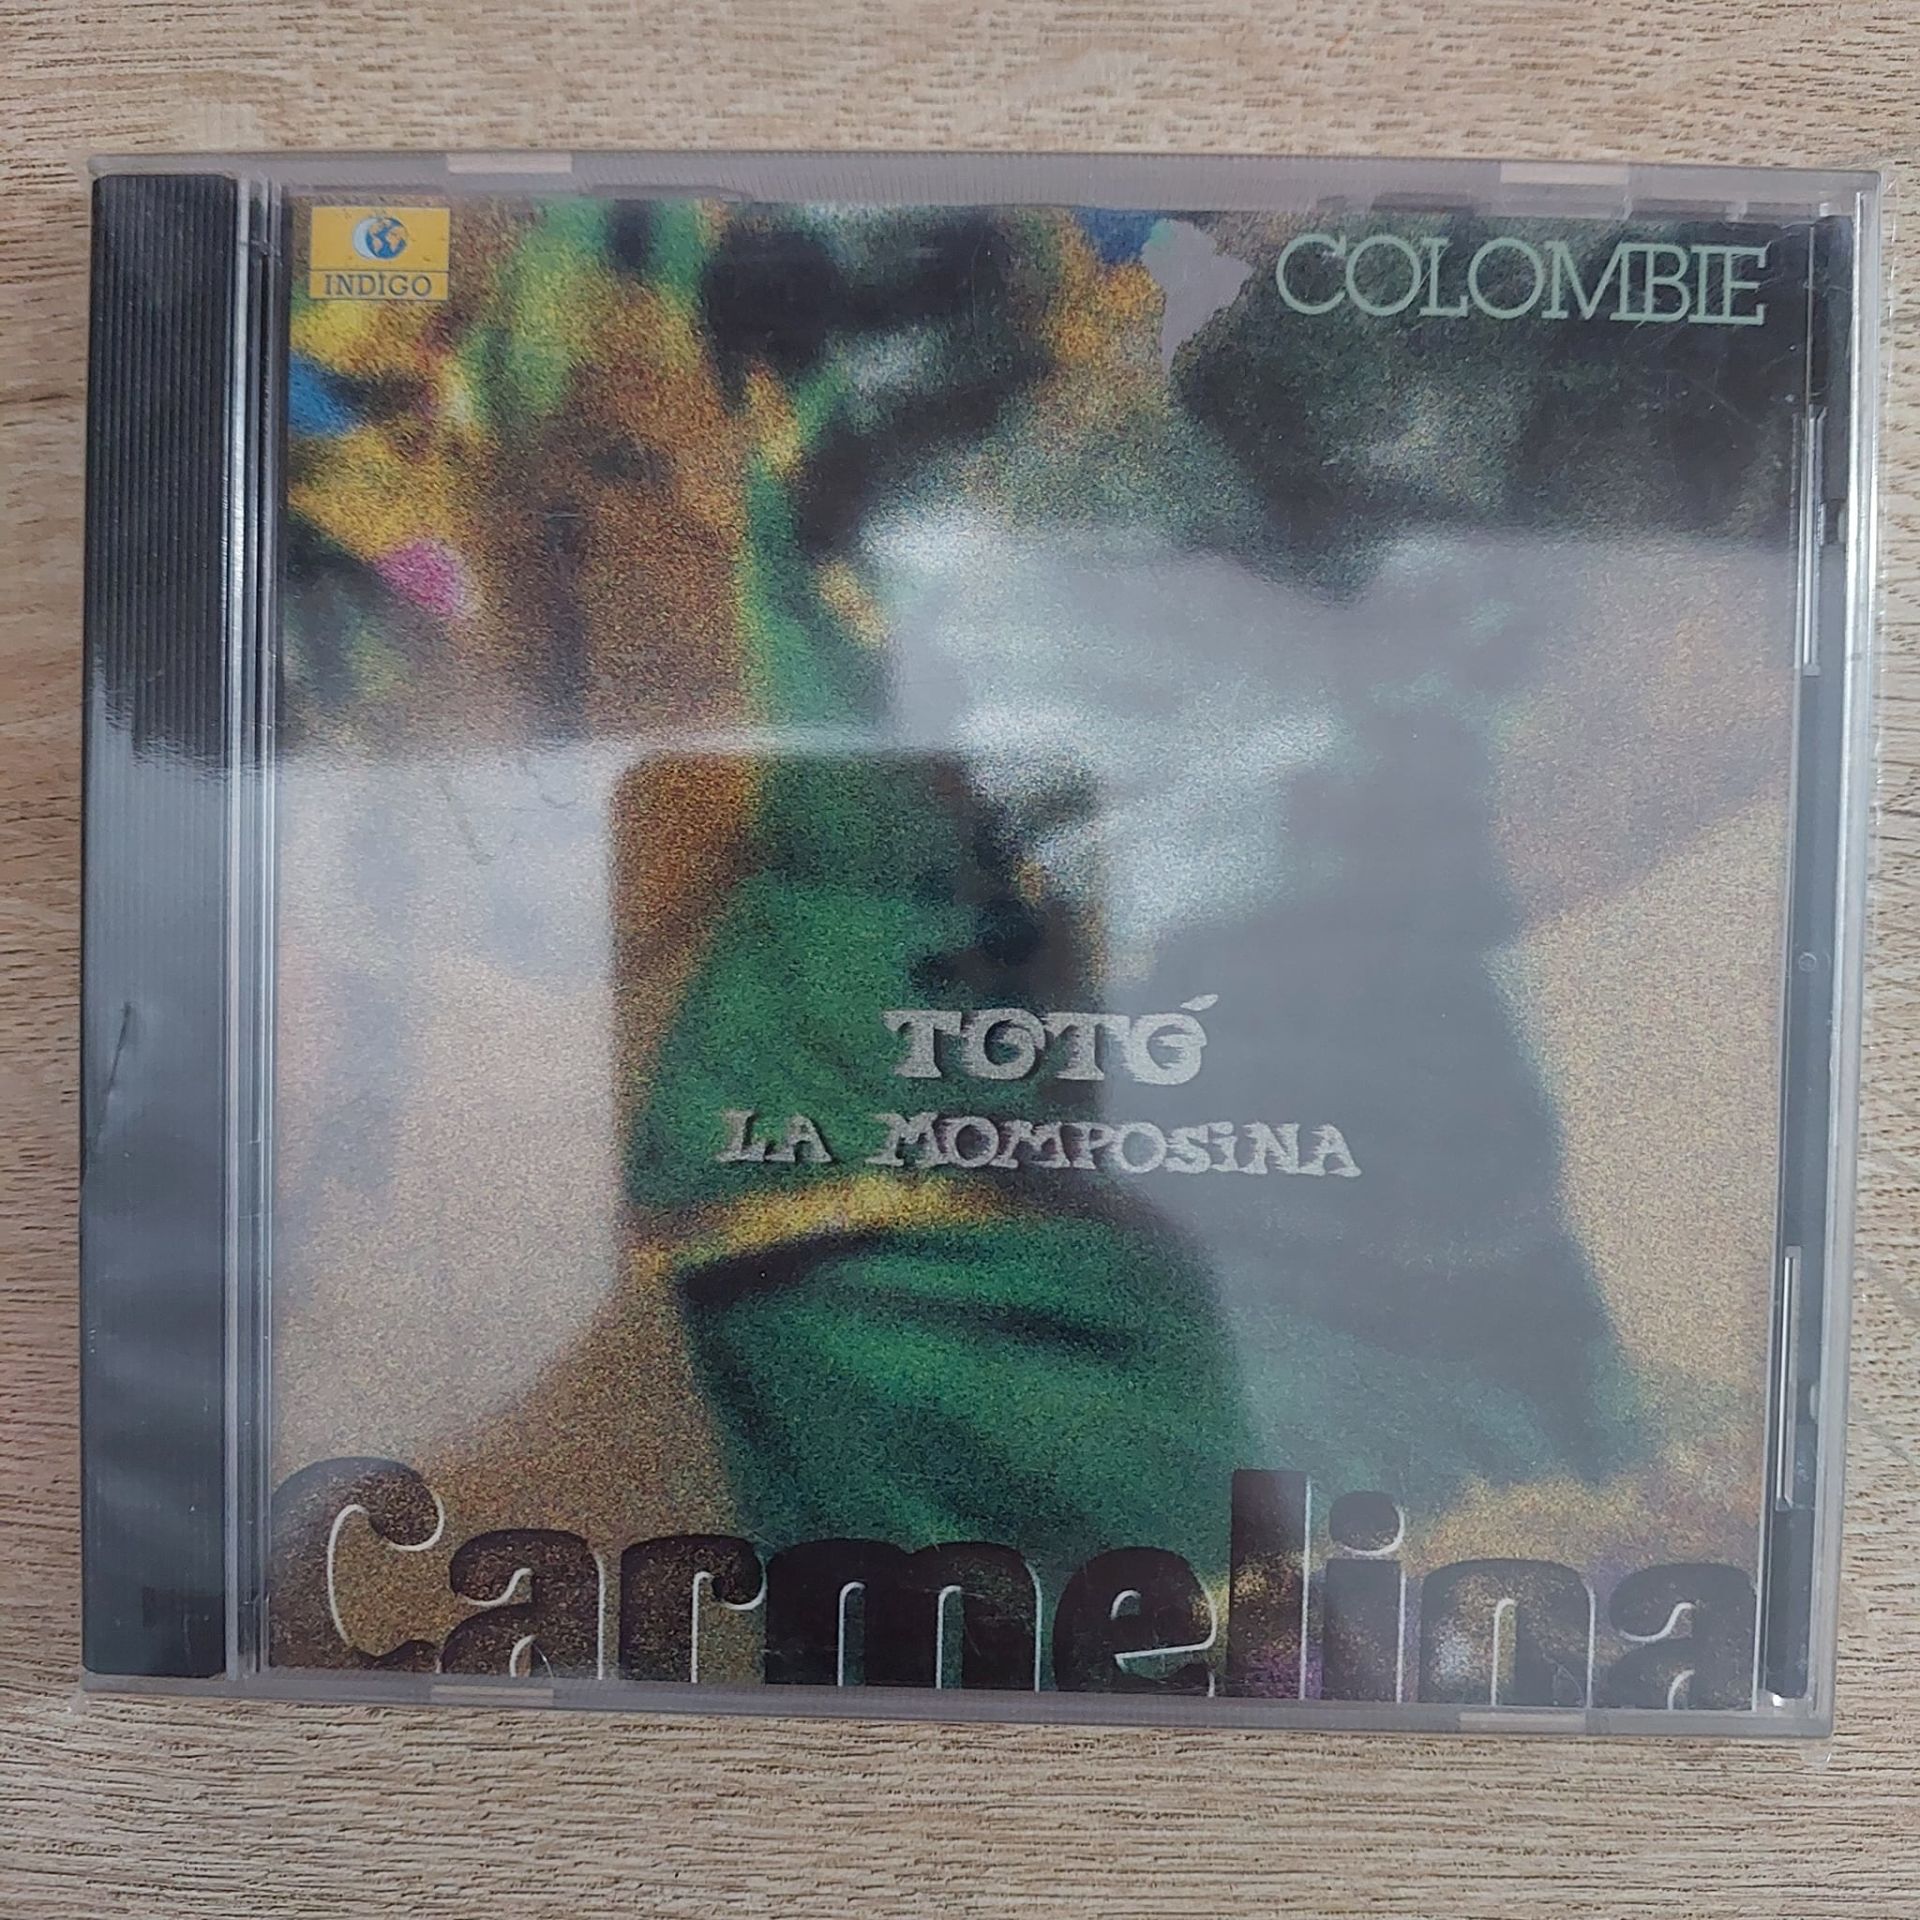 INDIGO
COLOMBIE
TOTÓ
LA MOMPOSiNA
Carmelina